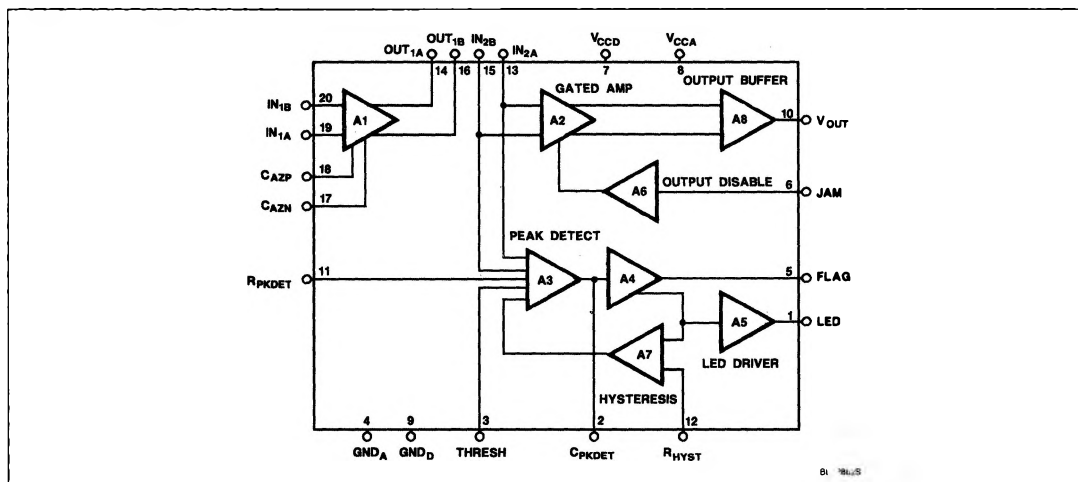 OUT1A OUT1B IN2B IN2A VCCD VCCA
14 16 15 13 7 8
GATED AMP OUTPUT BUFFER
IN1B 20
A1 A2 A8 10 VOUT
IN1A 19
CAZP 18
A6 OUTPUT DISABLE 6 JAM
CAZN 17
PEAK DETECT
RPKDET 11 A3 A4 5 FLAG
A5 1 LED
A7 LED DRIVER
HYSTERESIS
4 9 3 2 12
GNDA GNDD THRESH CPKDET RHYST